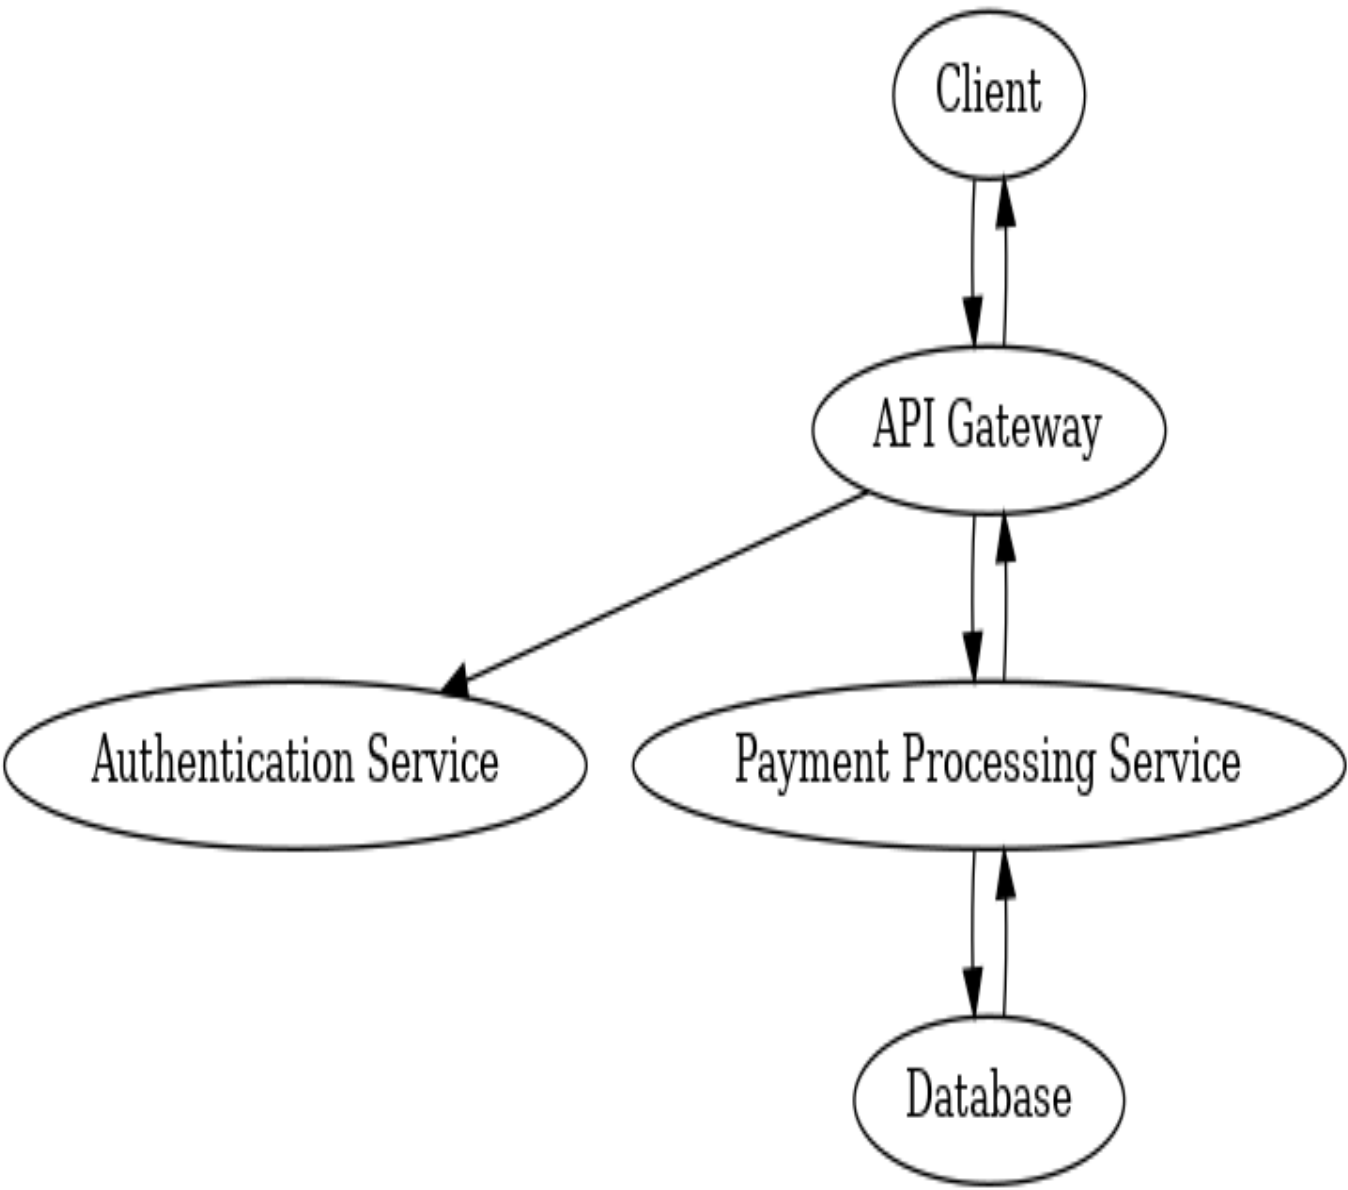 Client
API Gateway
Authentication Service
Payment Processing Service
Database